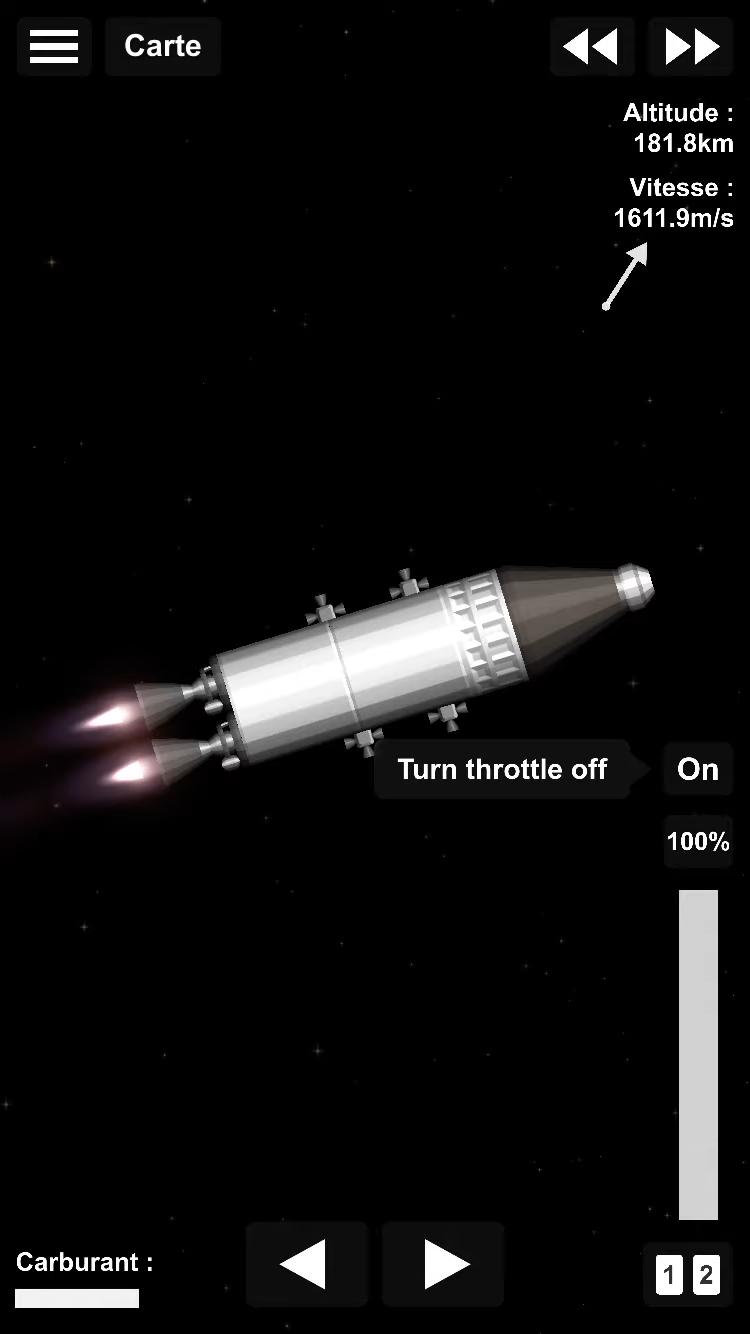 Carte
Altitude :
181.8km
Vitesse :
1611.9m/s
Turn throttle off
On
100%
Carburant :
1 2